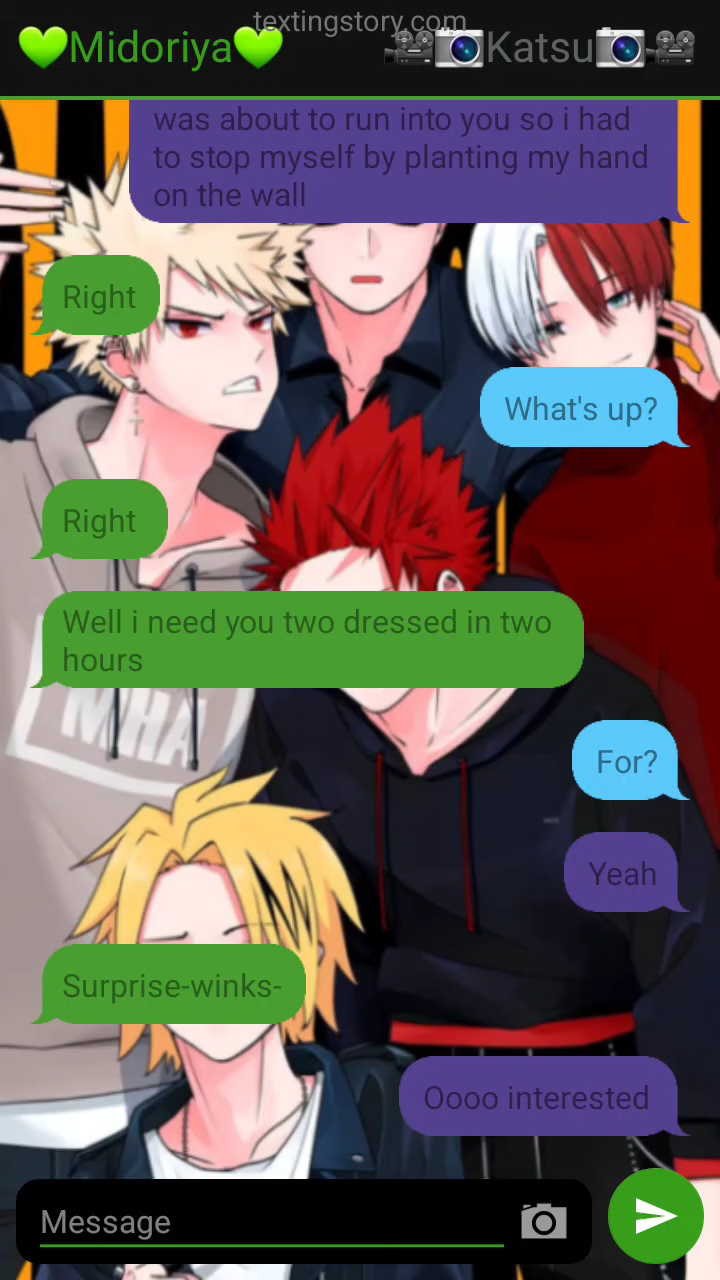 textingstory.com
💚Midoriya💚
🎥📷Katsu📷🎥
was about to run into you so i had
to stop myself by planting my hand
on the wall
Right
What's up?
Right
Well i need you two dressed in two
hours
MHA
For?
Yeah
Surprise-winks-
Oooo interested
Message